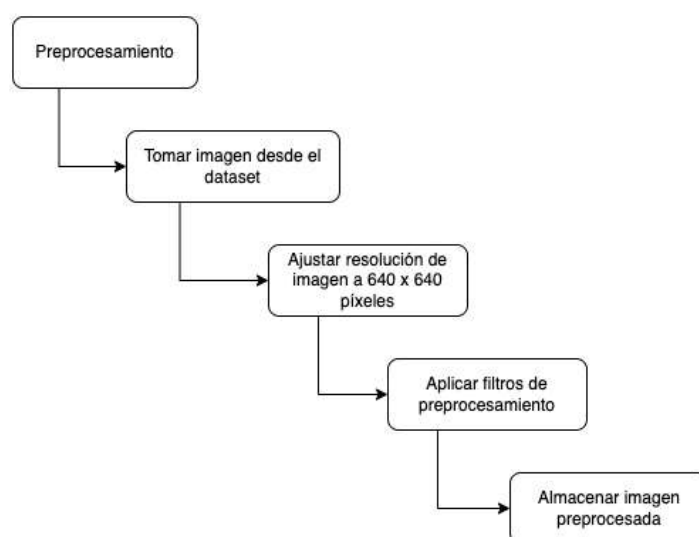 Preprocesamiento
Tomar imagen desde el
dataset
Ajustar resolución de
imagen a 640 x 640
píxeles
Aplicar filtros de
preprocesamiento
Almacenar imagen
preprocesada